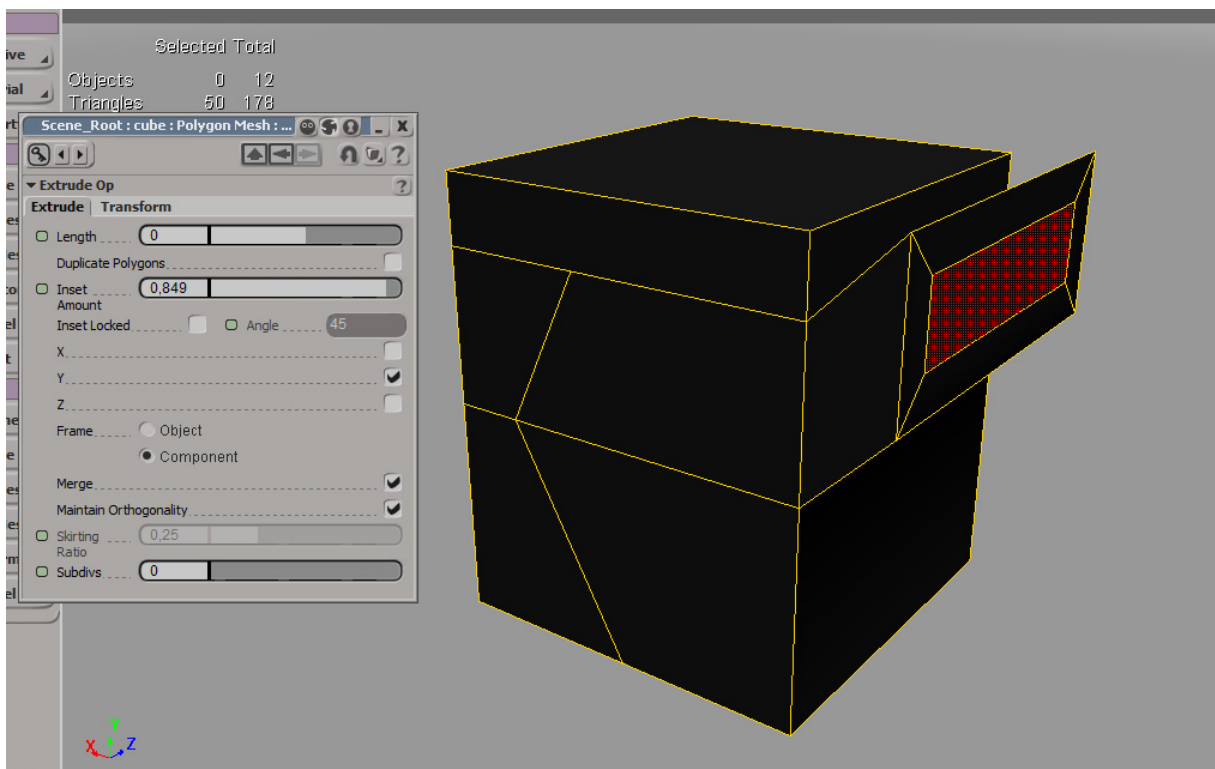 Selected Total
Objects 0 12
Triangles 50 178
Scene_Root : cube : Polygon Mesh : ...
Extrude Op
Extrude Transform
Length 0
Duplicate Polygons
Inset Amount 0,849
Inset Locked Angle 45
X
Y
Z
Frame Object
Component
Merge
Maintain Orthogonality
Skirting Ratio 0,25
Subdivs 0
Y
X Z